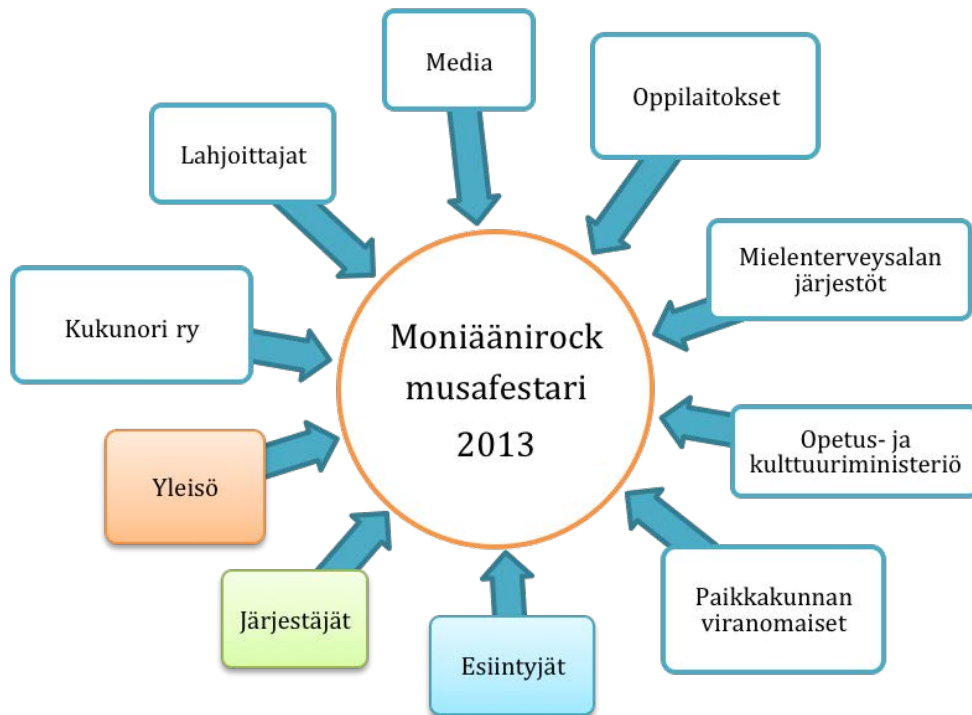 Media
Oppilaitokset
Lahjoittajat
Mielenterveysalan
järjestöt
Kukunori ry
Moniäänirock
musafestari
2013
Opetus- ja
kulttuuriministeriö
Yleisö
Paikkakunnan
viranomaiset
Järjestäjät
Esiintyjät